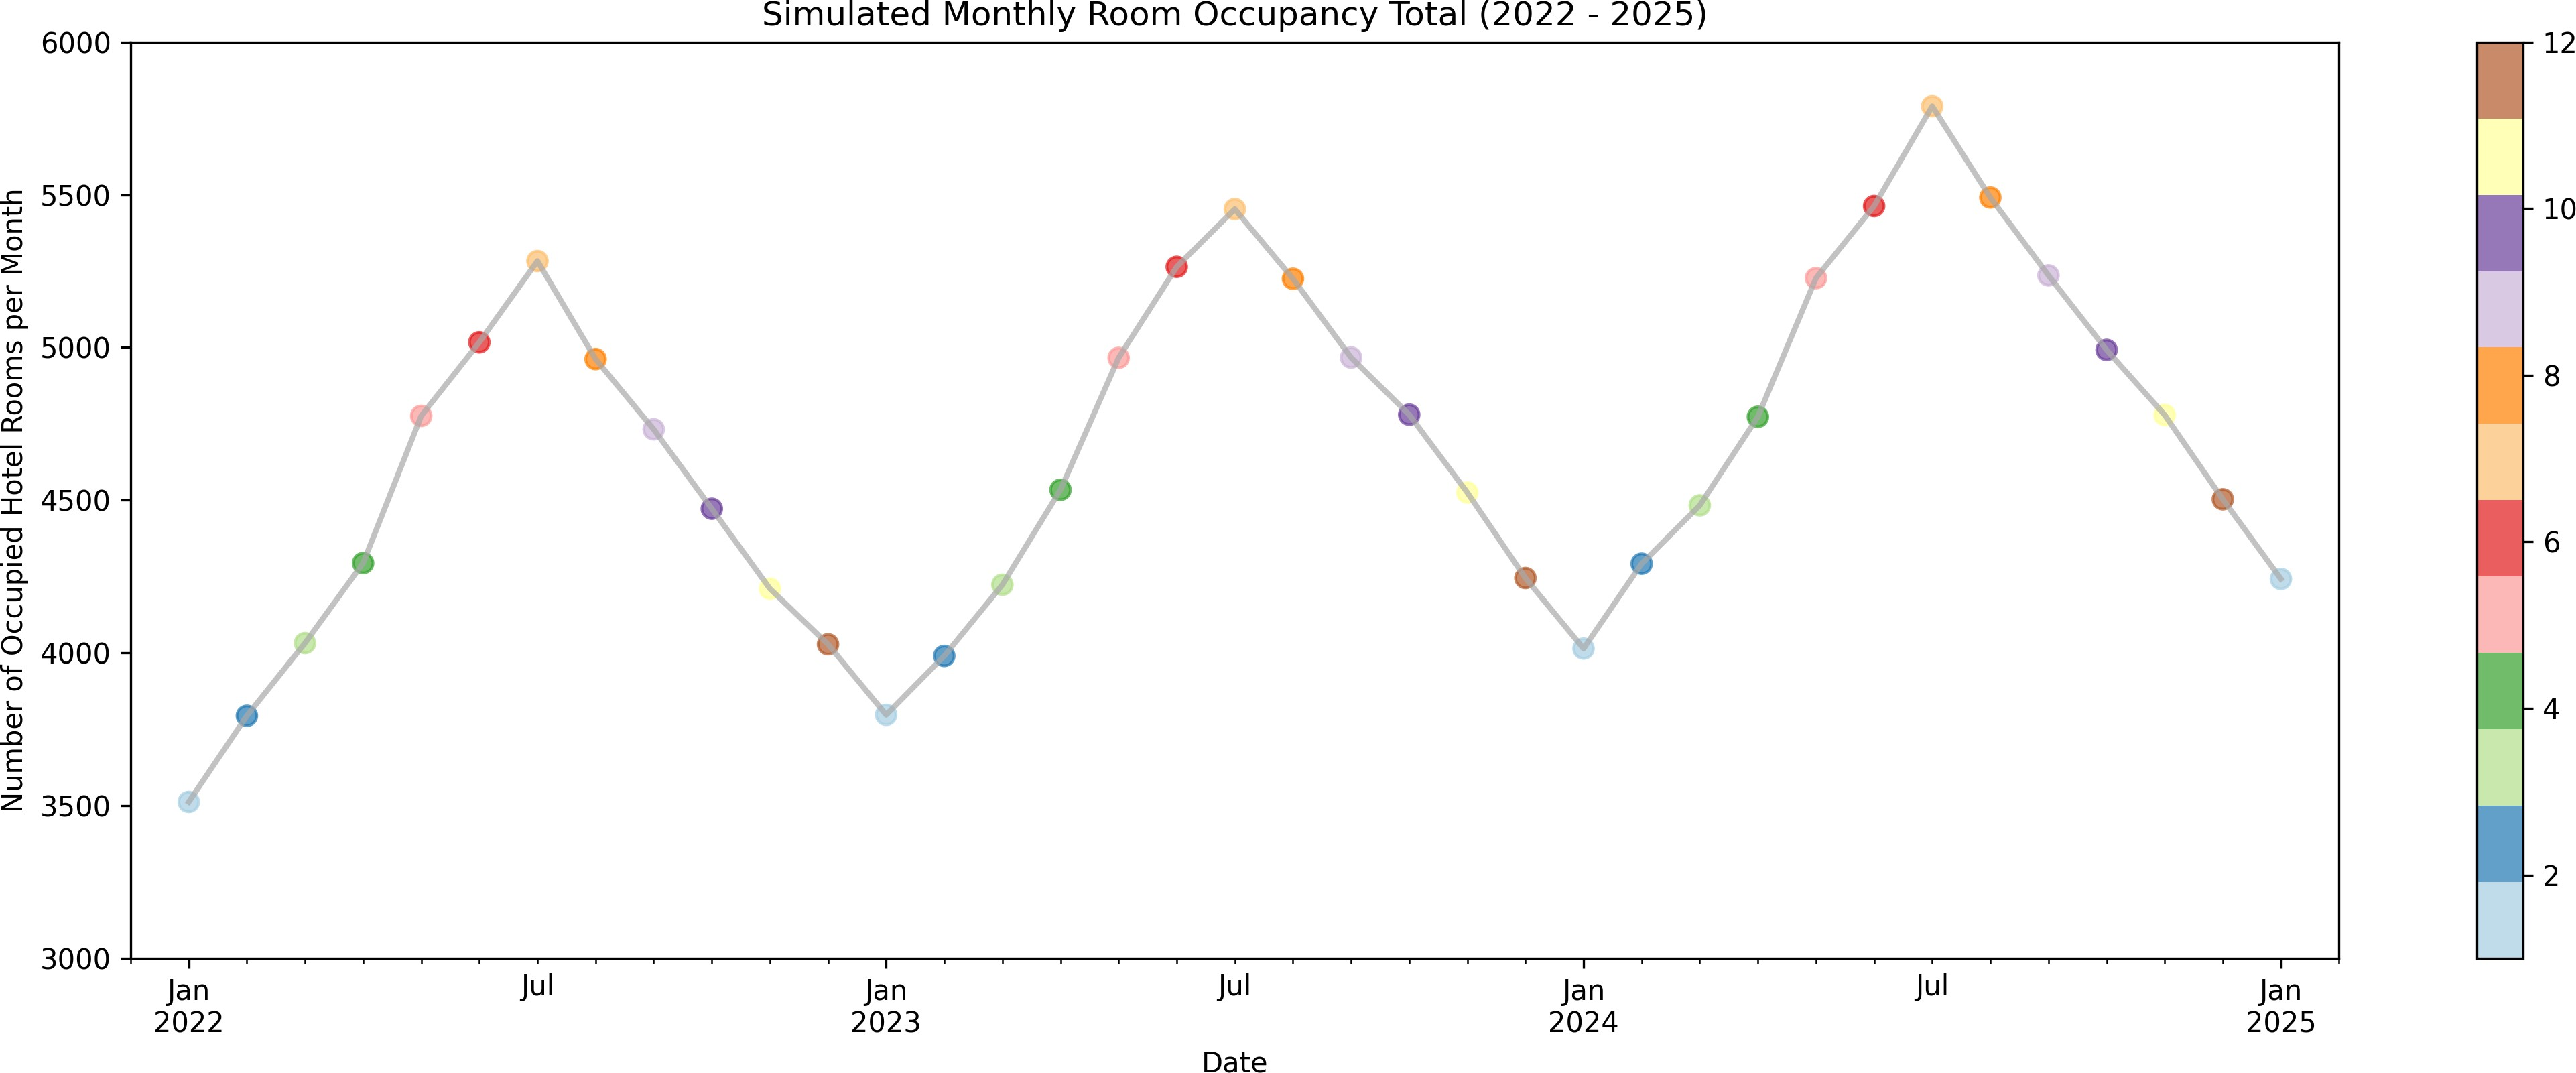 Simulated Monthly Room Occupancy Total (2022 - 2025)
Number of Occupied Hotel Rooms per Month
6000
5500
5000
4500
4000
3500
3000
Jan
2022
Jul
Jan
2023
Jul
Jan
2024
Jul
Jan
2025
Date
12
10
8
6
4
2